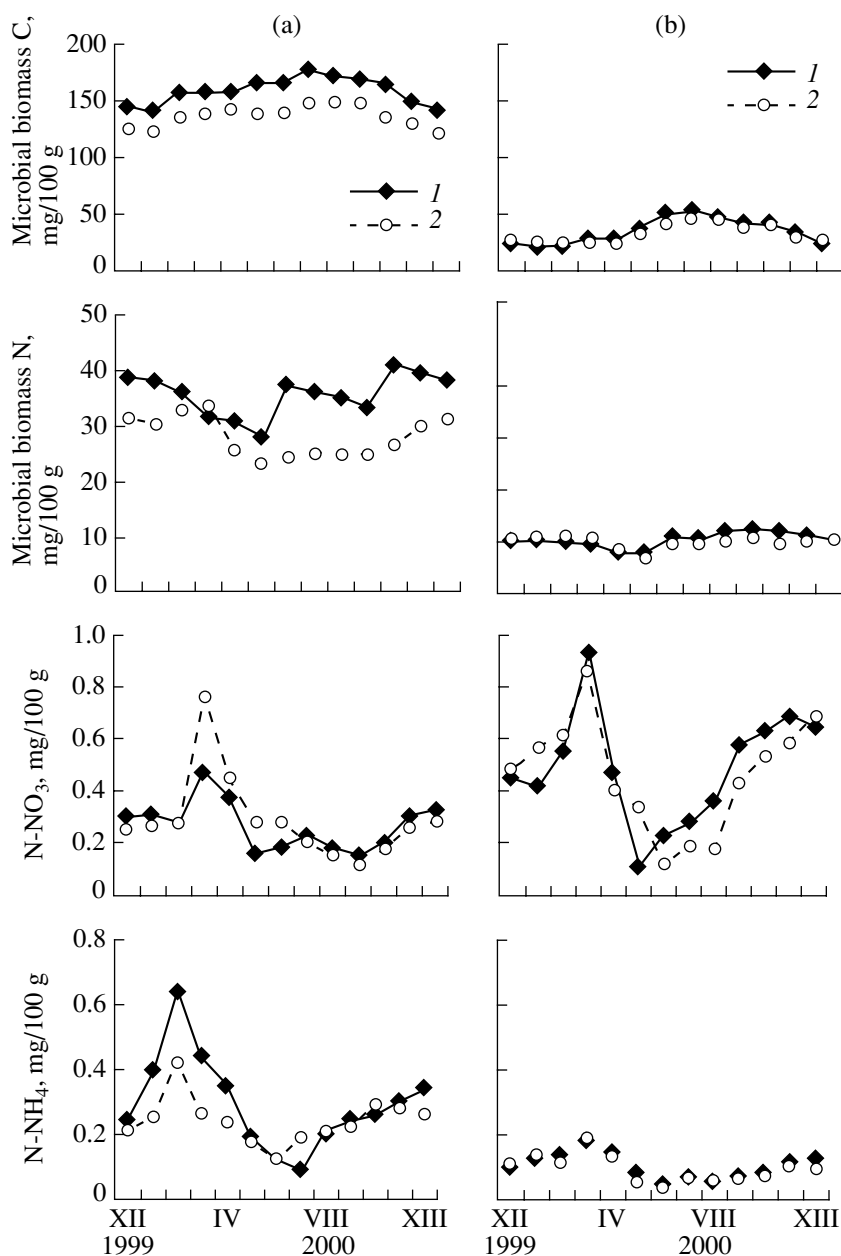 (a)
(b)
Microbial biomass C,
mg/100 g
200
150
100
50
0
1
2
1
2
Microbial biomass N,
mg/100 g
50
40
30
20
10
0
N-NO3, mg/100 g
1.0
0.8
0.6
0.4
0.2
0
N-NH4, mg/100 g
0.8
0.6
0.4
0.2
0
XII IV VIII XIII XII IV VIII XIII
1999 2000 1999 2000